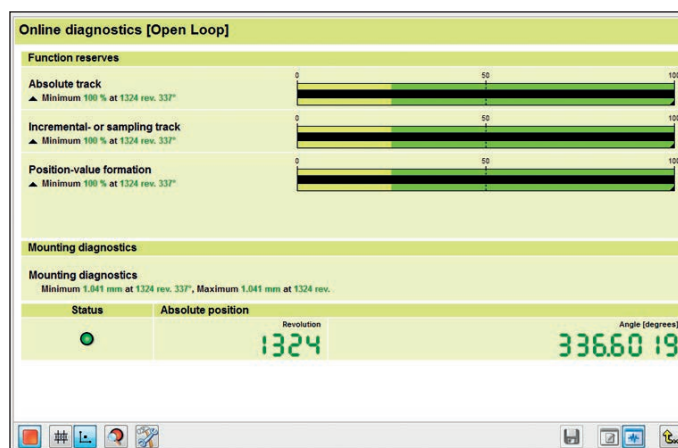 Online diagnostics [Open Loop]
Function reserves
0 50 100
Absolute track
Minimum 100 % at 1324 rev. 337°
0 50 100
Incremental- or sampling track
Minimum 100 % at 1324 rev. 337°
0 50 100
Position-value formation
Minimum 100 % at 1324 rev. 337°
Mounting diagnostics
Mounting diagnostics
Minimum 1.041 mm at 1324 rev. 337°, Maximum 1.041 mm at 1324 rev.
Status Absolute position
Revolution Angle [degrees]
1324 336.6019